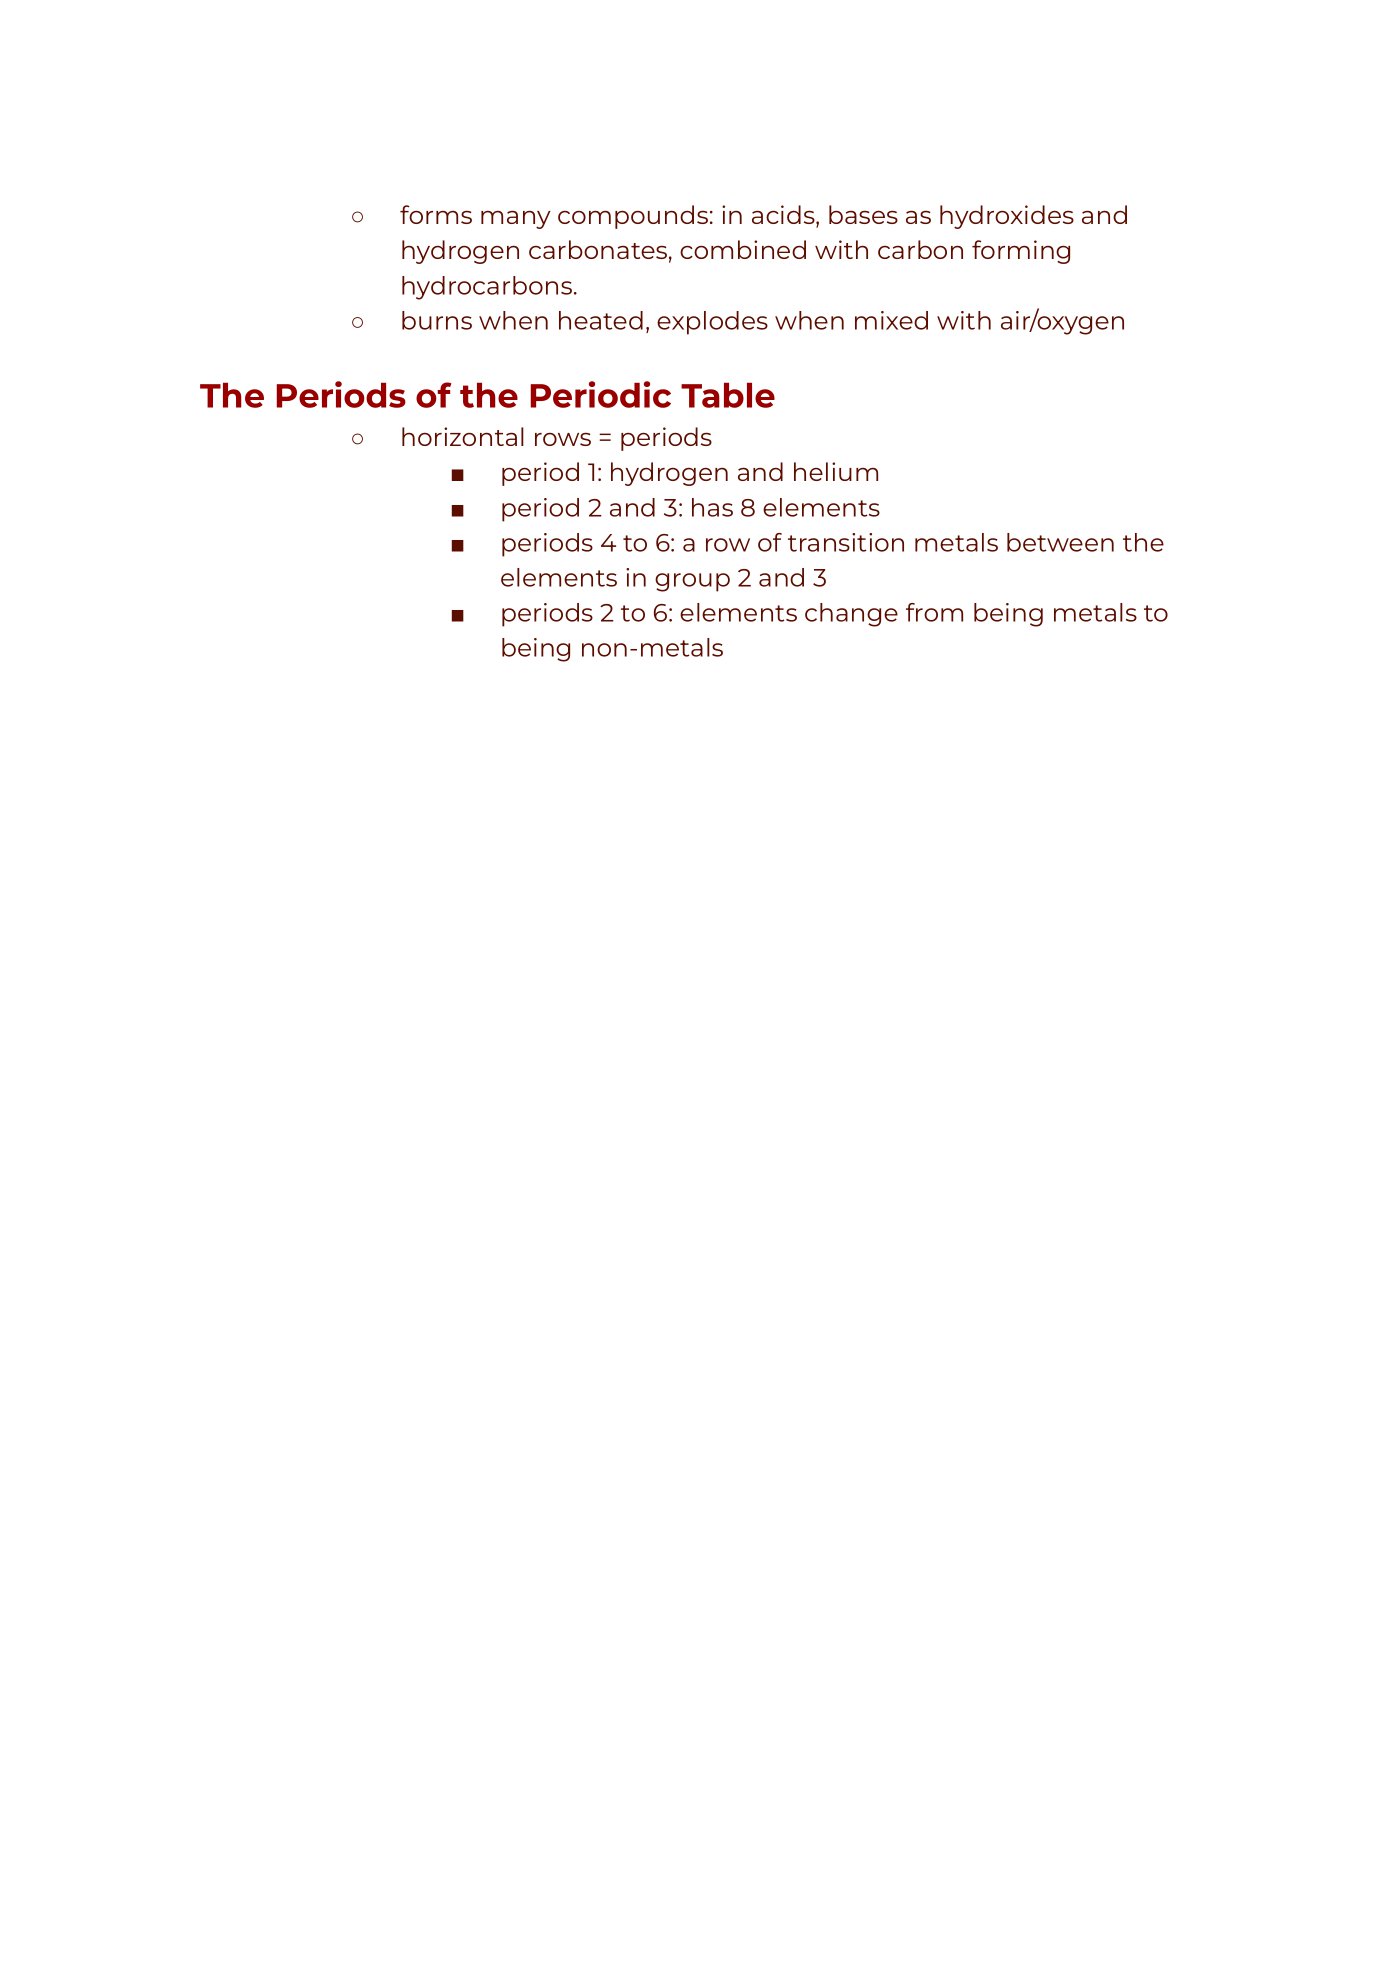 ○ forms many compounds: in acids, bases as hydroxides and
hydrogen carbonates, combined with carbon forming
hydrocarbons.
○ burns when heated, explodes when mixed with air/oxygen
The Periods of the Periodic Table
○ horizontal rows = periods
■ period 1: hydrogen and helium
■ period 2 and 3: has 8 elements
■ periods 4 to 6: a row of transition metals between the
elements in group 2 and 3
■ periods 2 to 6: elements change from being metals to
being non-metals